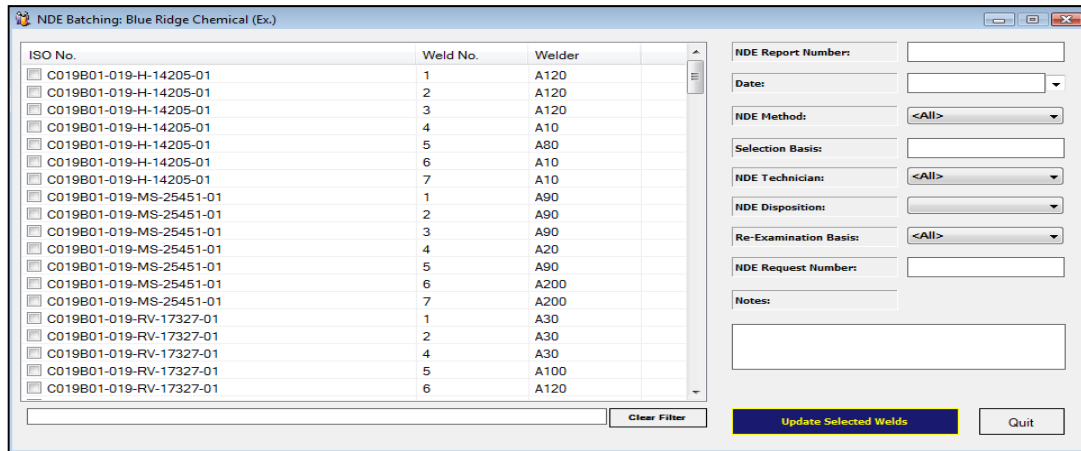 NDE Batching: Blue Ridge Chemical (Ex.)
ISO No. Weld No. Welder
C019B01-019-H-14205-01 1 A120
C019B01-019-H-14205-01 2 A120
C019B01-019-H-14205-01 3 A120
C019B01-019-H-14205-01 4 A10
C019B01-019-H-14205-01 5 A80
C019B01-019-H-14205-01 6 A10
C019B01-019-H-14205-01 7 A10
C019B01-019-MS-25451-01 1 A90
C019B01-019-MS-25451-01 2 A90
C019B01-019-MS-25451-01 3 A90
C019B01-019-MS-25451-01 4 A20
C019B01-019-MS-25451-01 5 A90
C019B01-019-MS-25451-01 6 A200
C019B01-019-MS-25451-01 7 A200
C019B01-019-RV-17327-01 1 A30
C019B01-019-RV-17327-01 2 A30
C019B01-019-RV-17327-01 4 A30
C019B01-019-RV-17327-01 5 A100
C019B01-019-RV-17327-01 6 A120
Clear Filter
NDE Report Number:
Date:
NDE Method: <All>
Selection Basis:
NDE Technician: <All>
NDE Disposition:
Re-Examination Basis: <All>
NDE Request Number:
Notes:
Update Selected Welds
Quit